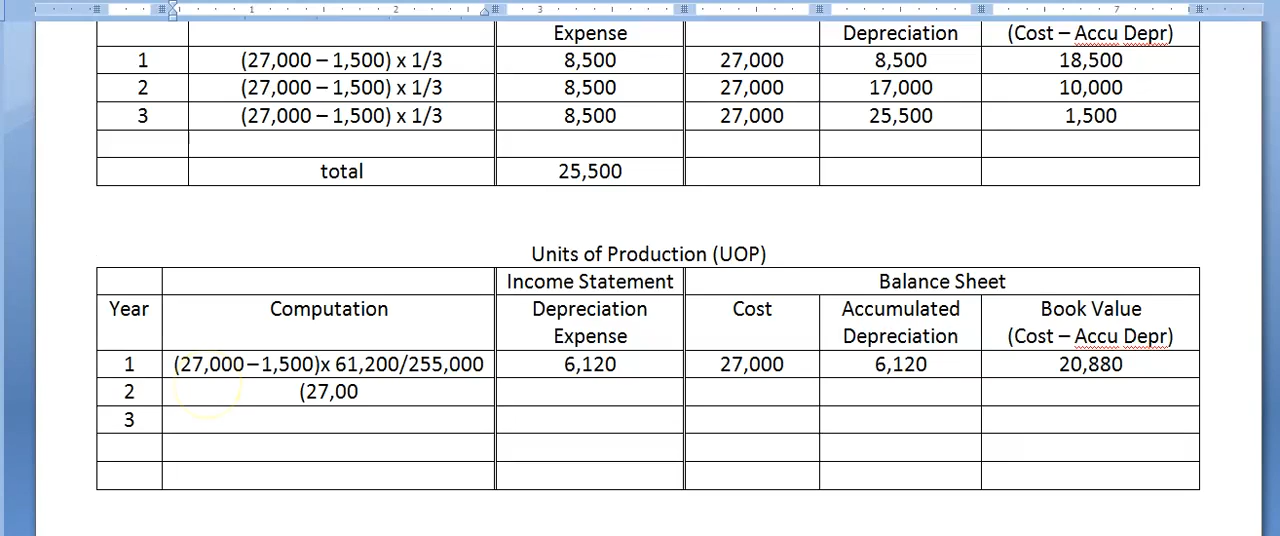 1 2 3 7
Expense Depreciation (Cost – Accu Depr)
1 (27,000 – 1,500) x 1/3 8,500 27,000 8,500 18,500
2 (27,000 – 1,500) x 1/3 8,500 27,000 17,000 10,000
3 (27,000 – 1,500) x 1/3 8,500 27,000 25,500 1,500
total 25,500
Units of Production (UOP)
Income Statement Balance Sheet
Year Computation Depreciation Cost Accumulated Book Value
Expense Depreciation (Cost – Accu Depr)
1 (27,000 – 1,500)x 61,200/255,000 6,120 27,000 6,120 20,880
2 (27,00
3